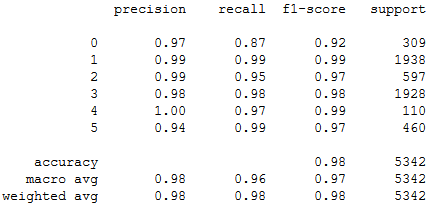 precision recall f1-score support
0 0.97 0.87 0.92 309
1 0.99 0.99 0.99 1938
2 0.99 0.95 0.97 597
3 0.98 0.98 0.98 1928
4 1.00 0.97 0.99 110
5 0.94 0.99 0.97 460
accuracy 0.98 5342
macro avg 0.98 0.96 0.97 5342
weighted avg 0.98 0.98 0.98 5342